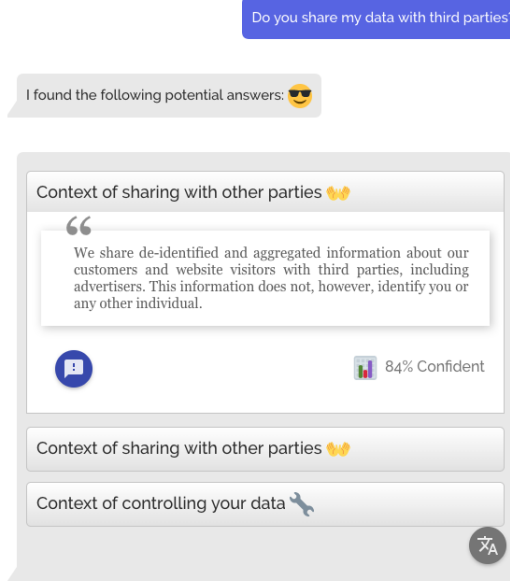 Do you share my data with third parties?
I found the following potential answers: 😎
Context of sharing with other parties 👐
“
We share de-identified and aggregated information about our
customers and website visitors with third parties, including
advertisers. This information does not, however, identify you or
any other individual.
84% Confident
Context of sharing with other parties 👐
Context of controlling your data 🔧
文A